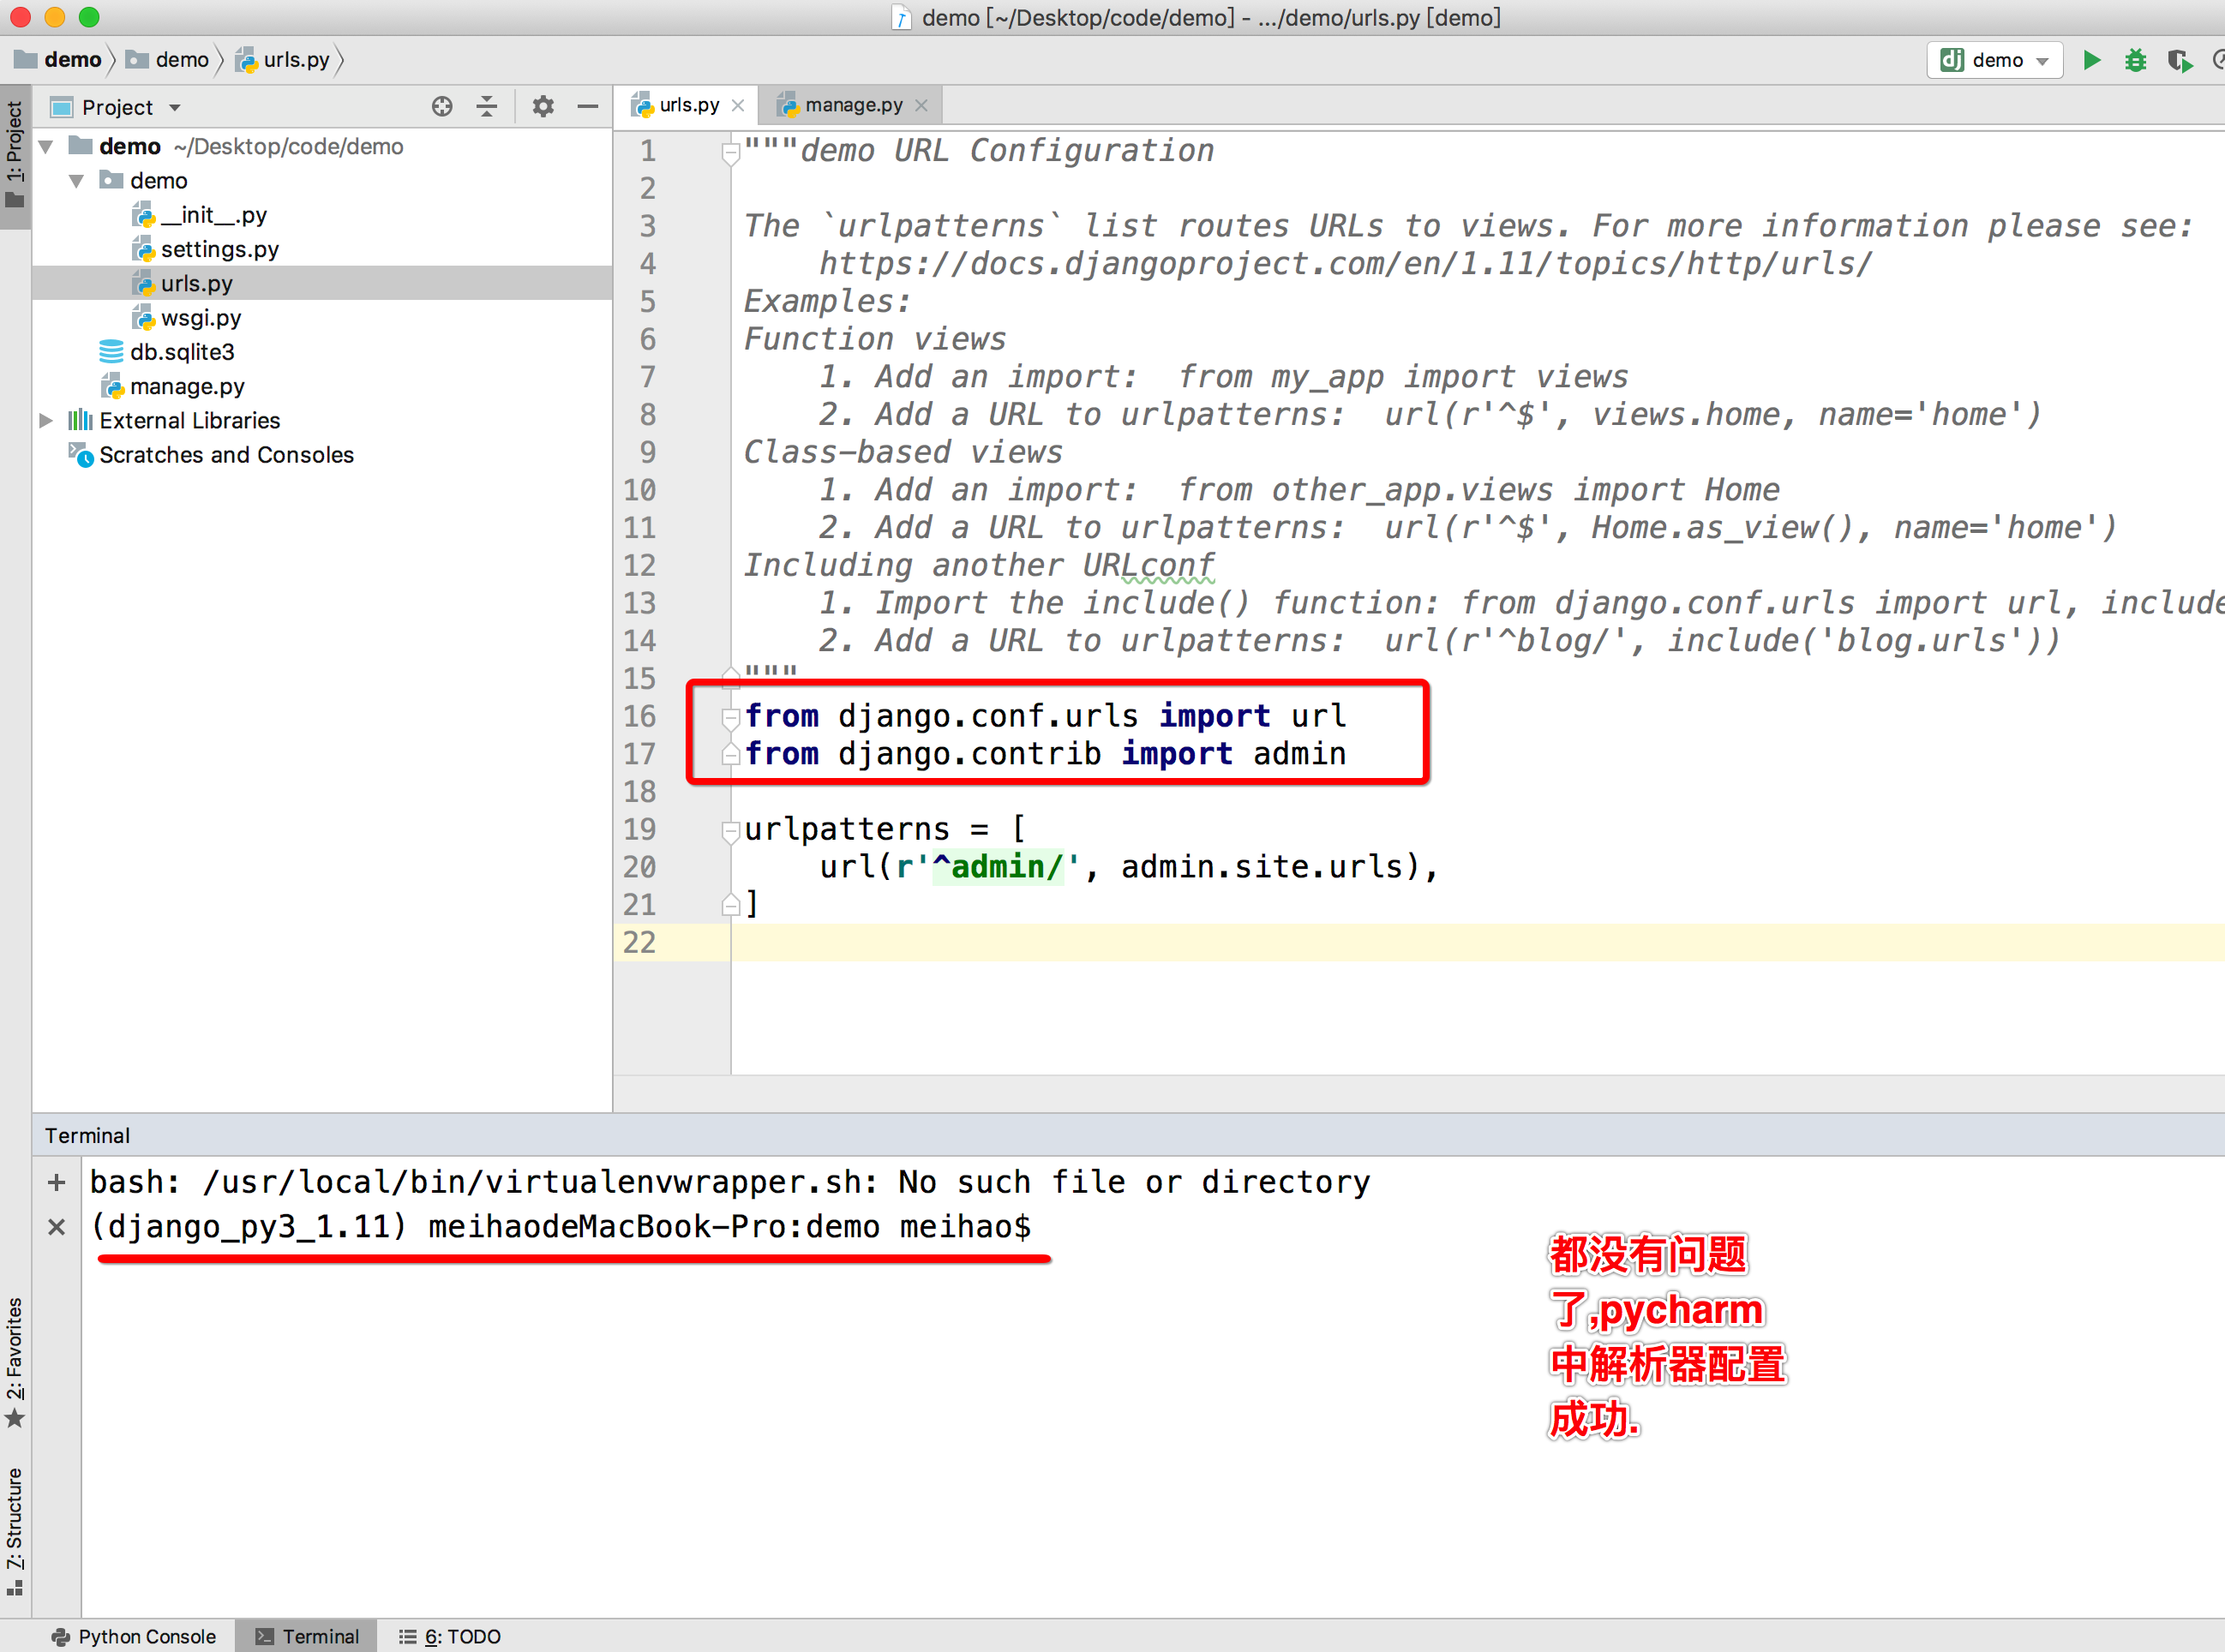 demo [~/Desktop/code/demo] - .../demo/urls.py [demo]
demo demo urls.py
demo
1: Project
Project
urls.py manage.py
demo ~/Desktop/code/demo
demo
__init__.py
settings.py
urls.py
wsgi.py
db.sqlite3
manage.py
External Libraries
Scratches and Consoles
1 """demo URL Configuration
2
3 The `urlpatterns` list routes URLs to views. For more information please see:
4     https://docs.djangoproject.com/en/1.11/topics/http/urls/
5 Examples:
6 Function views
7     1. Add an import:  from my_app import views
8     2. Add a URL to urlpatterns:  url(r'^$', views.home, name='home')
9 Class-based views
10     1. Add an import:  from other_app.views import Home
11     2. Add a URL to urlpatterns:  url(r'^$', Home.as_view(), name='home')
12 Including another URLconf
13     1. Import the include() function: from django.conf.urls import url, include
14     2. Add a URL to urlpatterns:  url(r'^blog/', include('blog.urls'))
15 """
16 from django.conf.urls import url
17 from django.contrib import admin
18
19 urlpatterns = [
20     url(r'^admin/', admin.site.urls),
21 ]
22
Terminal
bash: /usr/local/bin/virtualenvwrapper.sh: No such file or directory
(django_py3_1.11) meihaodeMacBook-Pro:demo meihao$
都没有问题
了,pycharm
中解析器配置
成功.
2: Favorites
7: Structure
Python Console Terminal 6: TODO